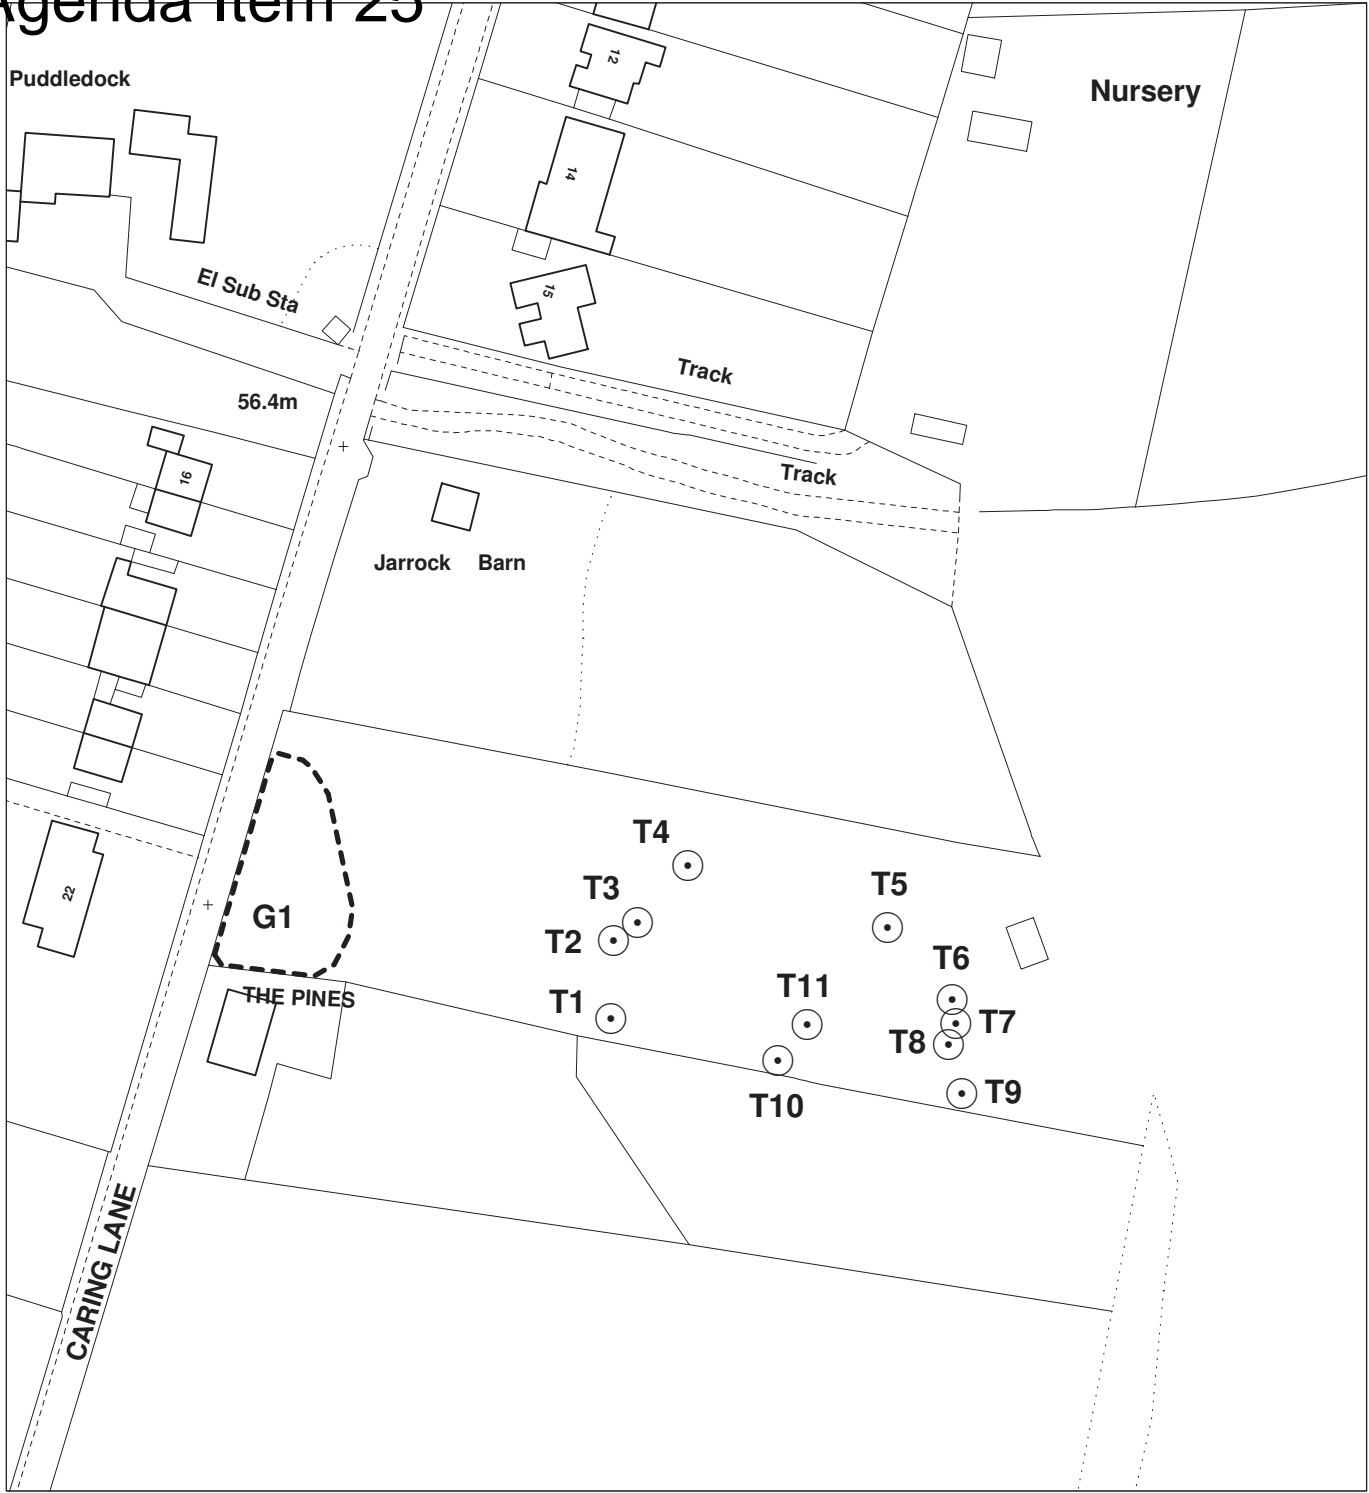 Agenda Item 25
Puddledock
12
Nursery
14
El Sub Sta
15
Track
56.4m
Track
16
Jarrock Barn
T4
T3
T5
22
G1
T2
T6
THE PINES
T1
T11
T7
T8
T10
T9
CARING LANE